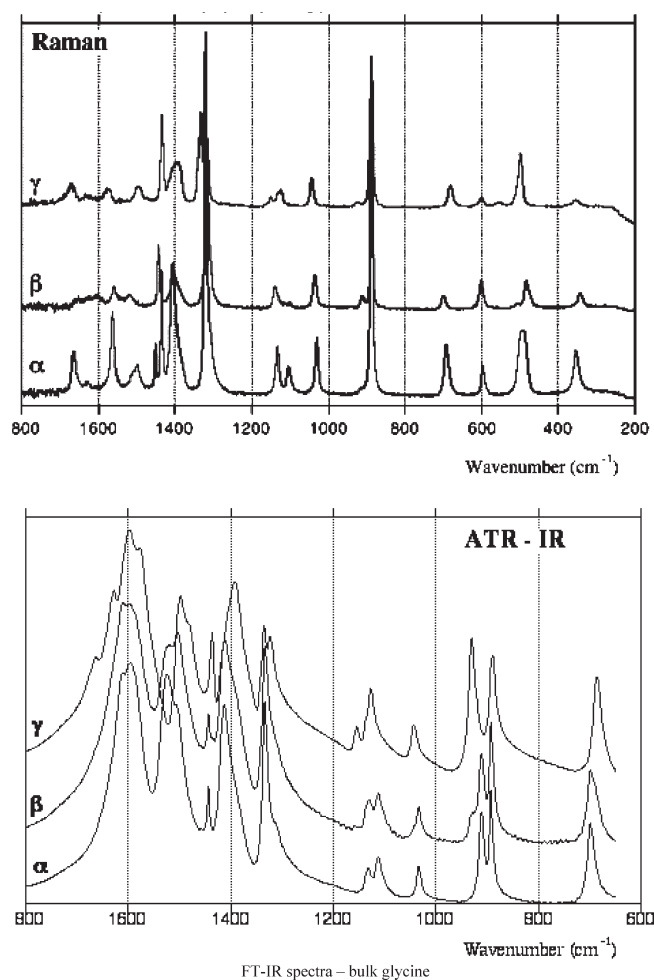 Raman
γ
β
α
1800 1600 1400 1200 1000 800 600 400 200
Wavenumber (cm⁻¹)
ATR - IR
γ
β
α
800 1600 1400 1200 1000 800 600
Wavenumber (cm⁻¹)
FT-IR spectra – bulk glycine